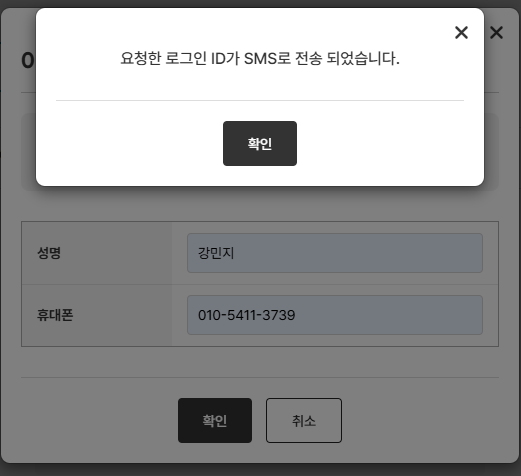 요청한 로그인 ID가 SMS로 전송 되었습니다.
확인
성명
강민지
휴대폰
010-5411-3739
확인
취소